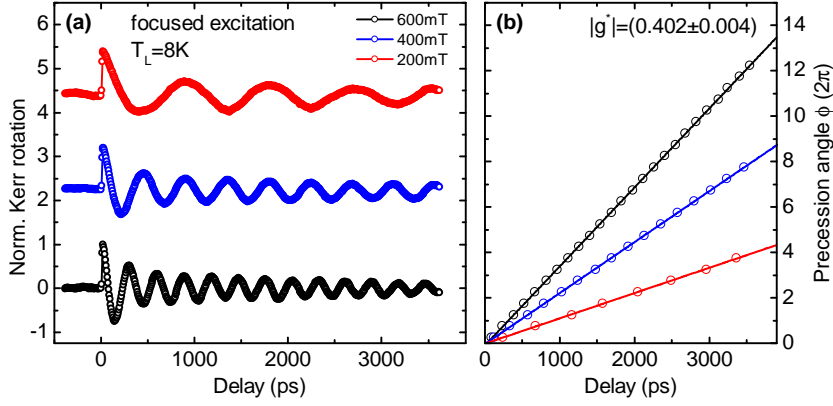 (a) focused excitation
T_L=8K
600mT
400mT
200mT
Norm. Kerr rotation
6
5
4
3
2
1
0
-1
0 1000 2000 3000
Delay (ps)
(b) |g*|=(0.402±0.004)
14
12
10
8
6
4
2
0
Precession angle ϕ (2π)
0 1000 2000 3000
Delay (ps)